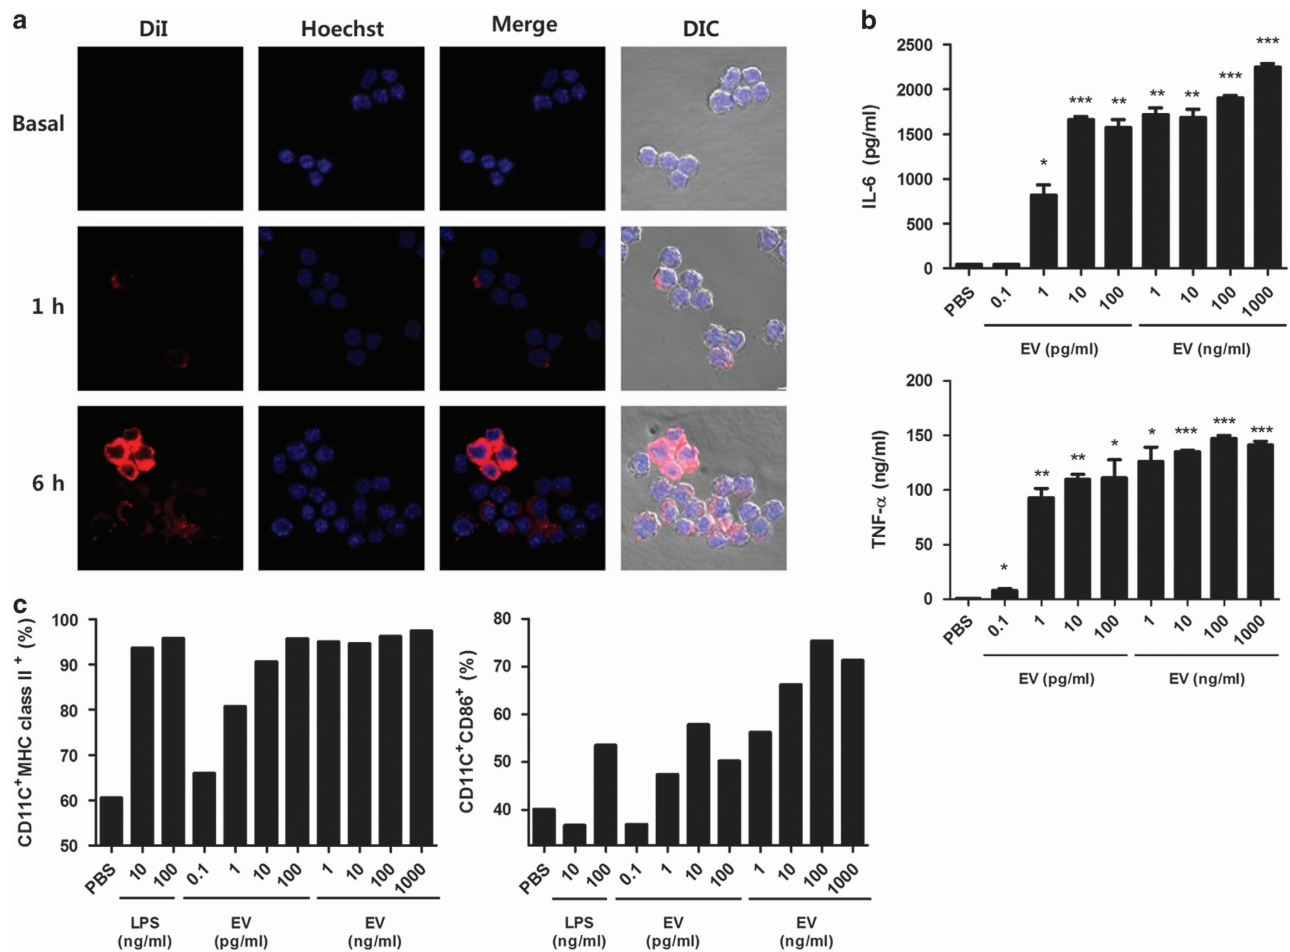 a
DiI Hoechst Merge DIC
Basal
1 h
6 h
b
IL-6 (pg/ml)
2500
2000
1500
1000
500
0
* *** ** ** ** *** ***
PBS 0.1 1 10 100 1 10 100 1000
EV (pg/ml) EV (ng/ml)
TNF-α (ng/ml)
200
150
100
50
0
* ** ** * * *** *** ***
PBS 0.1 1 10 100 1 10 100 1000
EV (pg/ml) EV (ng/ml)
c
CD11C+MHC class II + (%)
100
90
80
70
60
50
PBS 10 100 0.1 1 10 100 1 10 100 1000
LPS EV EV
(ng/ml) (pg/ml) (ng/ml)
CD11C+CD86+ (%)
80
70
60
50
40
PBS 10 100 0.1 1 10 100 1 10 100 1000
LPS EV EV
(ng/ml) (pg/ml) (ng/ml)